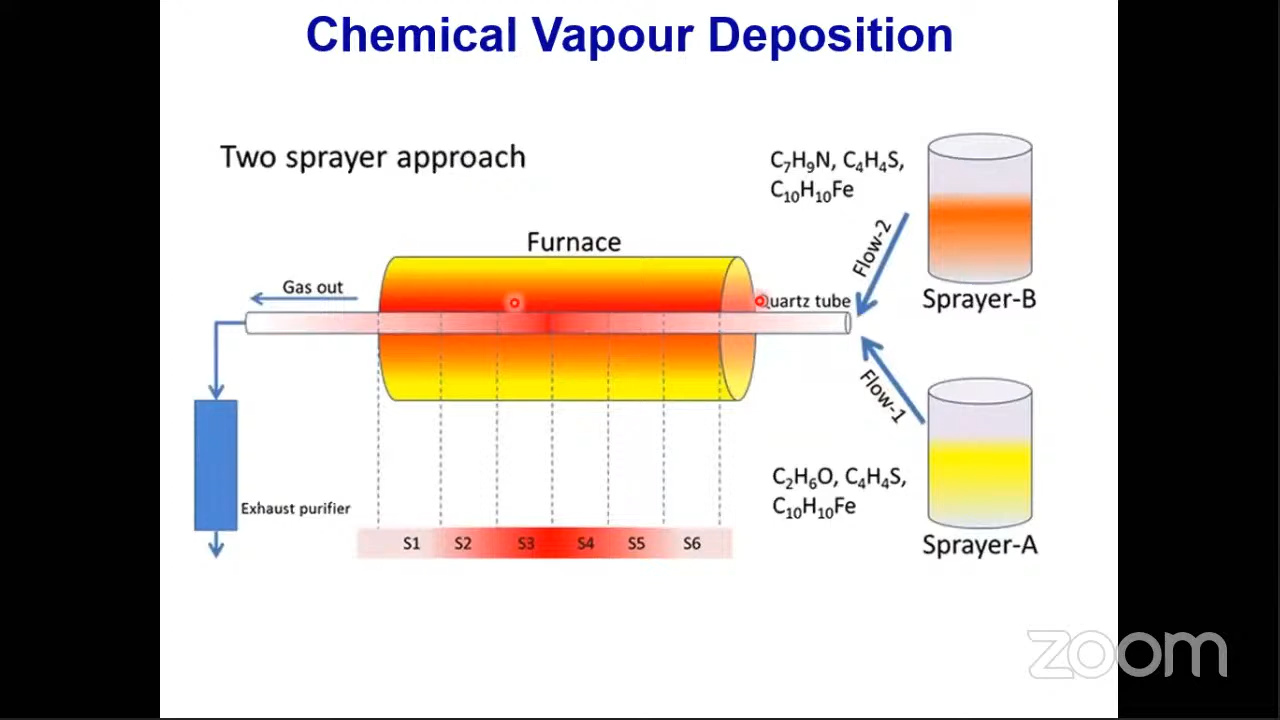 Chemical Vapour Deposition
Two sprayer approach
C₇H₉N, C₄H₄S,
C₁₀H₁₀Fe
Flow-2
Furnace
Gas out
Quartz tube
Sprayer-B
Flow-1
C₂H₆O, C₄H₄S,
C₁₀H₁₀Fe
Exhaust purifier
S1 S2 S3 S4 S5 S6
Sprayer-A
zoom